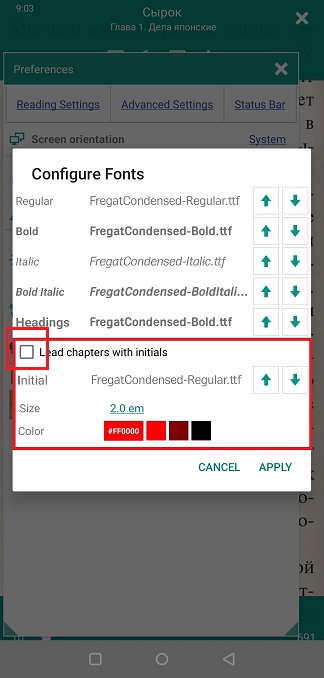 9:03
Сырок
Глава 1. Дела японские
Preferences
Reading Settings Advanced Settings Status Bar
Screen orientation System
Configure Fonts
Regular FregatCondensed-Regular.ttf
Bold FregatCondensed-Bold.ttf
Italic FregatCondensed-Italic.ttf
Bold Italic FregatCondensed-BoldItali...
Headings FregatCondensed-Bold.ttf
Lead chapters with initials
Initial FregatCondensed-Regular.ttf
Size 2.0 em
Color #FF0000
CANCEL APPLY
691